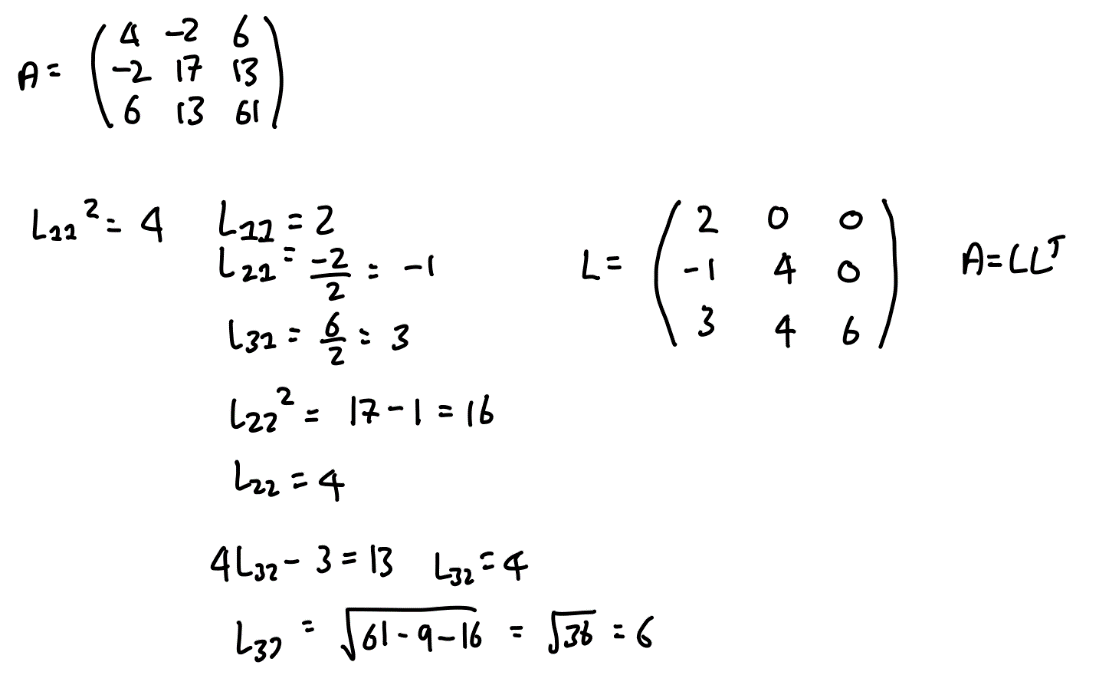 A = ( 4 -2 6
-2 17 13
6 13 61 )
L₁₁² = 4 L₁₁ = 2
L₂₁ = -2/2 = -1
L₃₁ = 6/2 = 3
L₂₂² = 17 - 1 = 16
L₂₂ = 4
4L₃₂ - 3 = 13 L₃₂ = 4
L₃₃ = √(61 - 9 - 16) = √36 = 6
L = ( 2 0 0
-1 4 0
3 4 6 )
A = LLᵀ